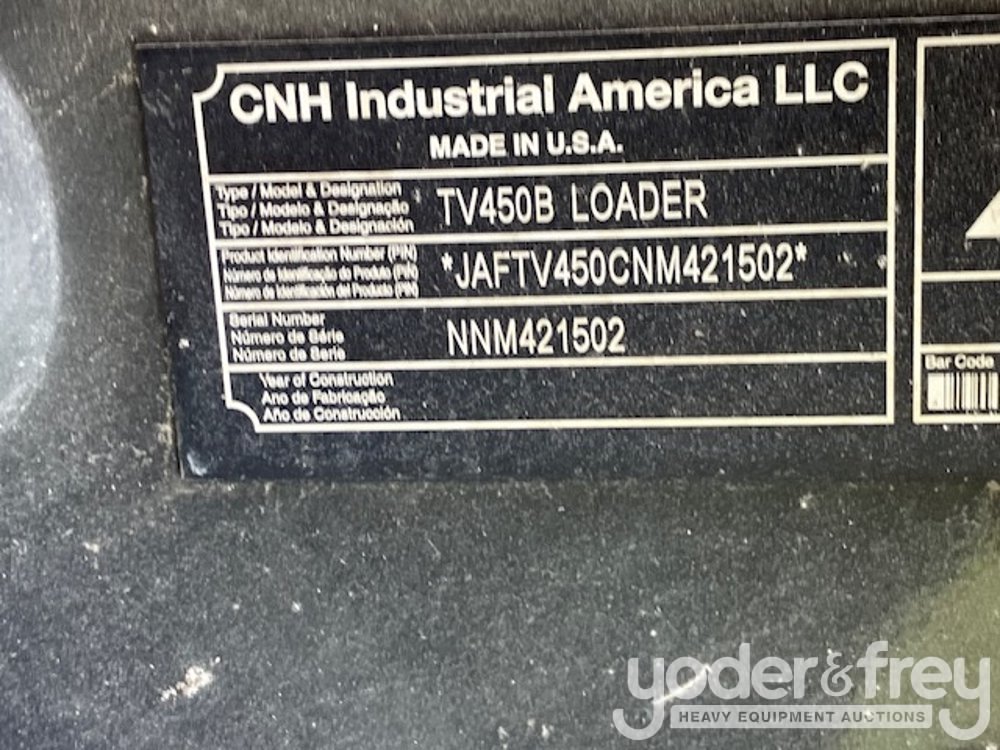 CNH Industrial America LLC
MADE IN U.S.A.
Type / Model & Designation
Tipo / Modelo & Designação
Tipo / Modelo & Designación
TV450B LOADER
Product Identification Number (PIN)
Número de Identificação do Produto (PIN)
Número de Identificación del Producto (PIN)
*JAFTV450CNM421502*
Serial Number
Número de Série
Número de Serie
NNM421502
Year of Construction
Ano de Fabricação
Año de Construcción
Bar Code
yoder&frey
HEAVY EQUIPMENT AUCTIONS